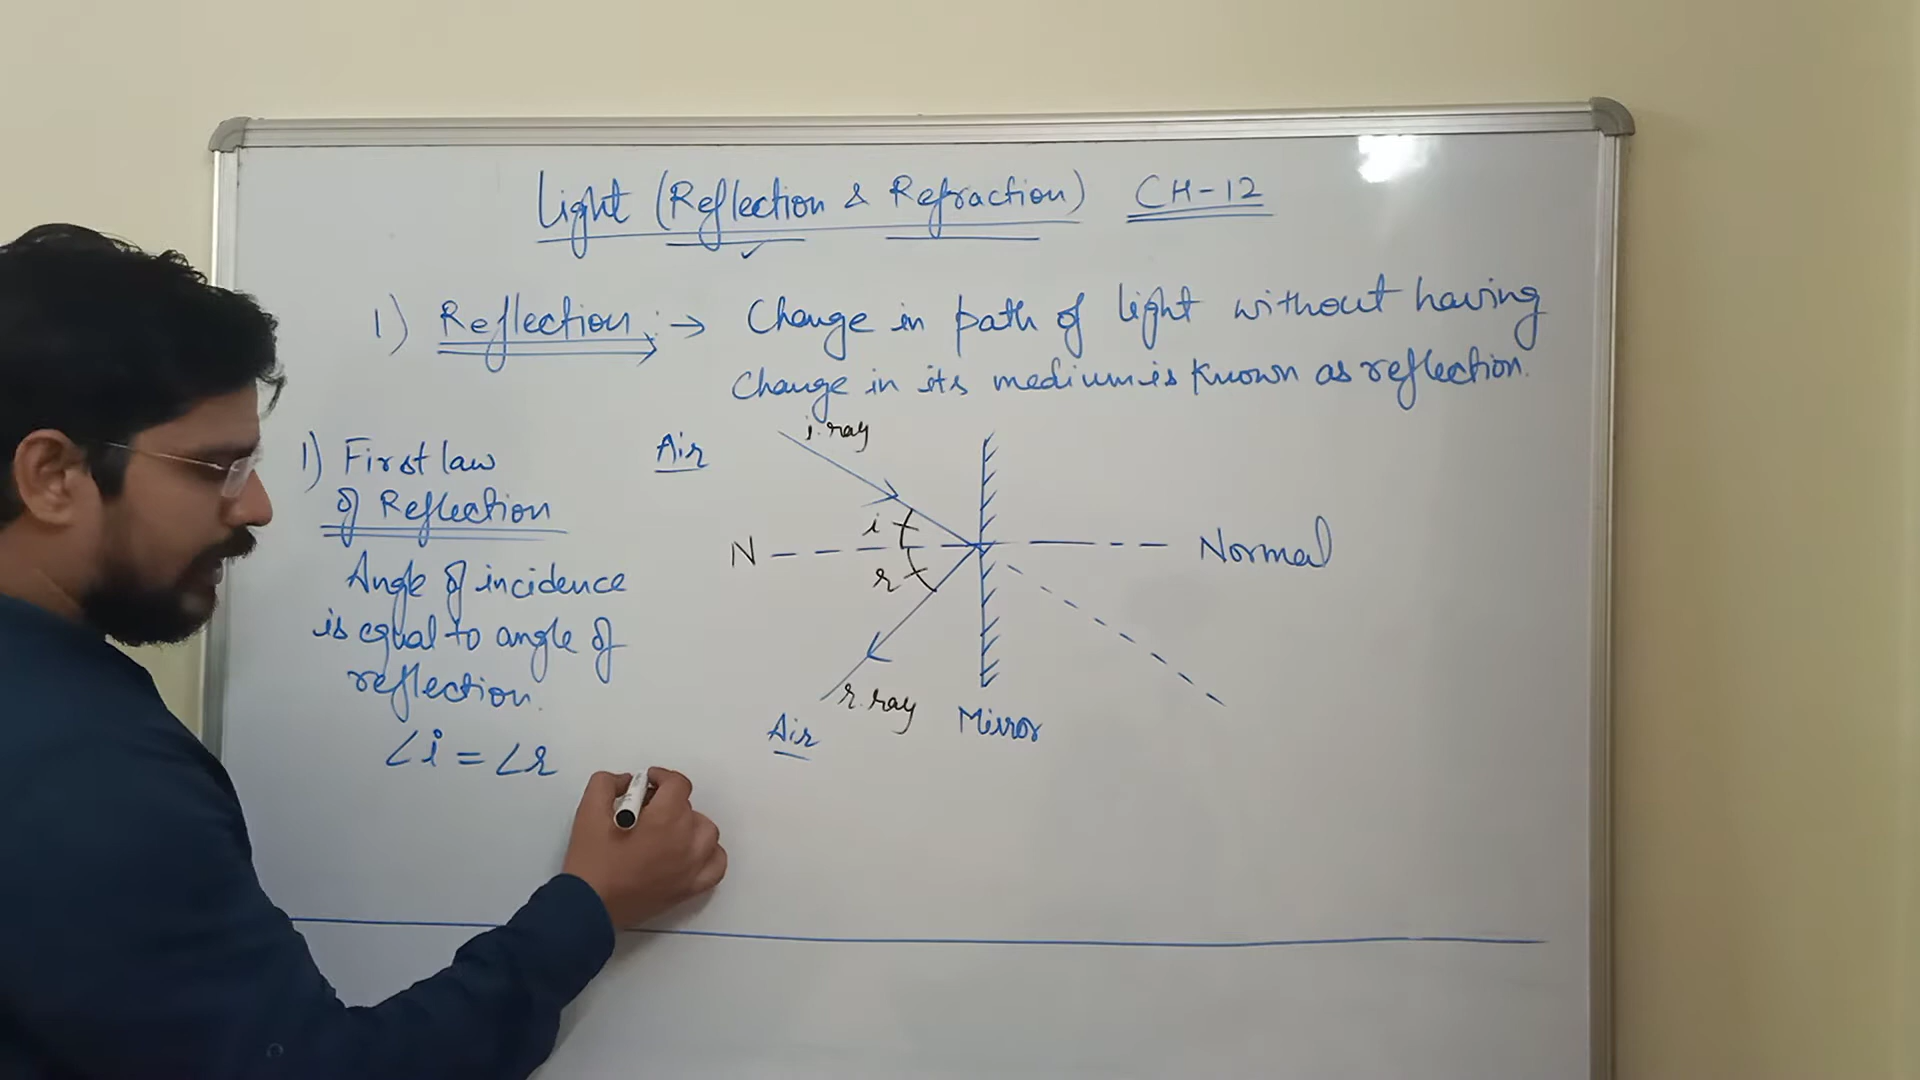 Light (Reflection & Refraction) CH-12
1) Reflection :→ Change in path of light without having
Change in its medium is known as reflection.
1) First law
of Reflection
Angle of incidence
is equal to angle of
reflection.
∠i = ∠r
Air
i.ray
i
N
Normal
r
r.ray
Air
Mirror